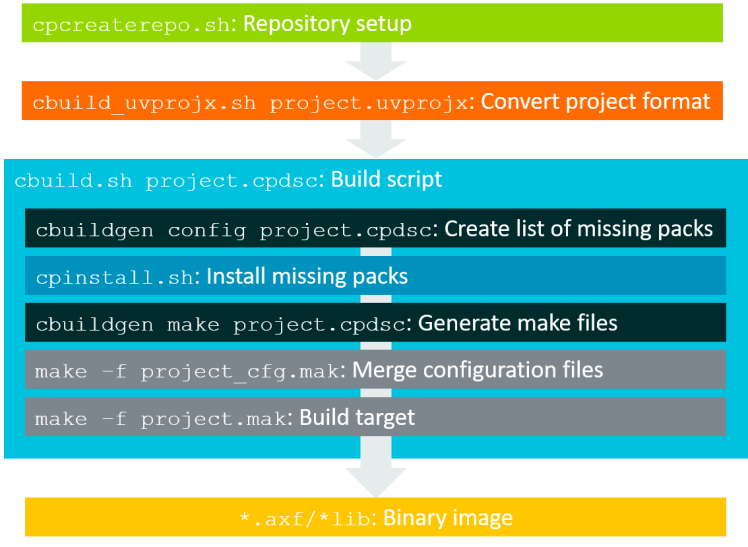 cpcreaterepo.sh: Repository setup
cbuild_uvprojx.sh project.uvprojx: Convert project format
cbuild.sh project.cpdsc: Build script
cbuildgen config project.cpdsc: Create list of missing packs
cpinstall.sh: Install missing packs
cbuildgen make project.cpdsc: Generate make files
make –f project_cfg.mak: Merge configuration files
make –f project.mak: Build target
*.axf/*lib: Binary image